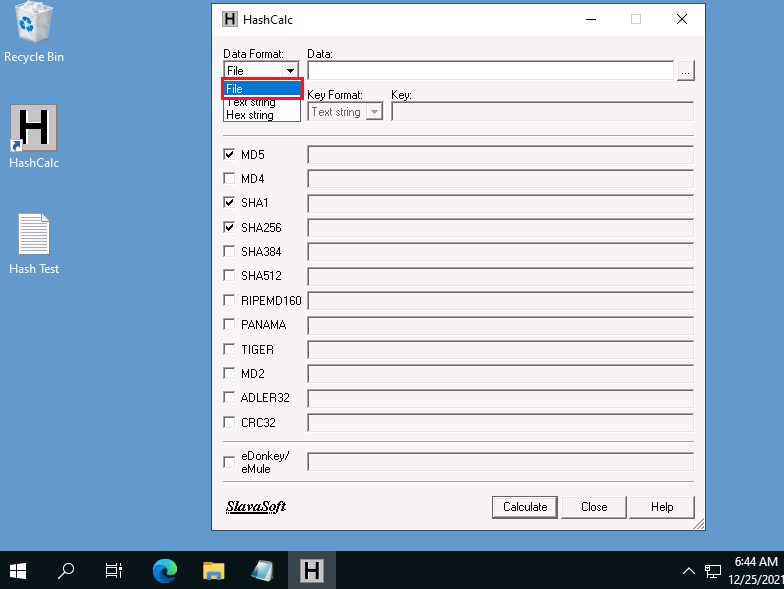 Recycle Bin
H
HashCalc
Hash Test
H HashCalc
Data Format: Data:
File ...
File
Text string
Hex string
Key Format: Key:
Text string
MD5
MD4
SHA1
SHA256
SHA384
SHA512
RIPEMD160
PANAMA
TIGER
MD2
ADLER32
CRC32
eDonkey/
eMule
SlavaSoft
Calculate Close Help
H
6:44 AM
12/25/2021